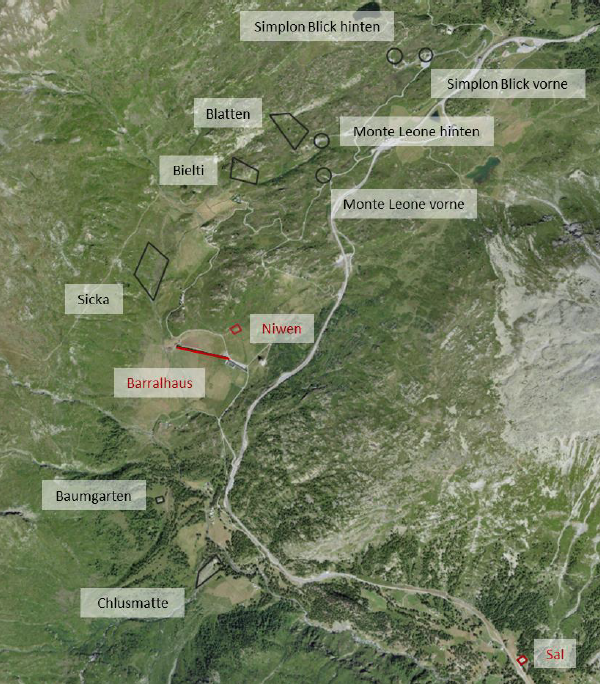 Simplon Blick hinten
Simplon Blick vorne
Blatten
Monte Leone hinten
Bielti
Monte Leone vorne
Sicka
Niwen
Barralhaus
Baumgarten
Chlusmatte
Sal